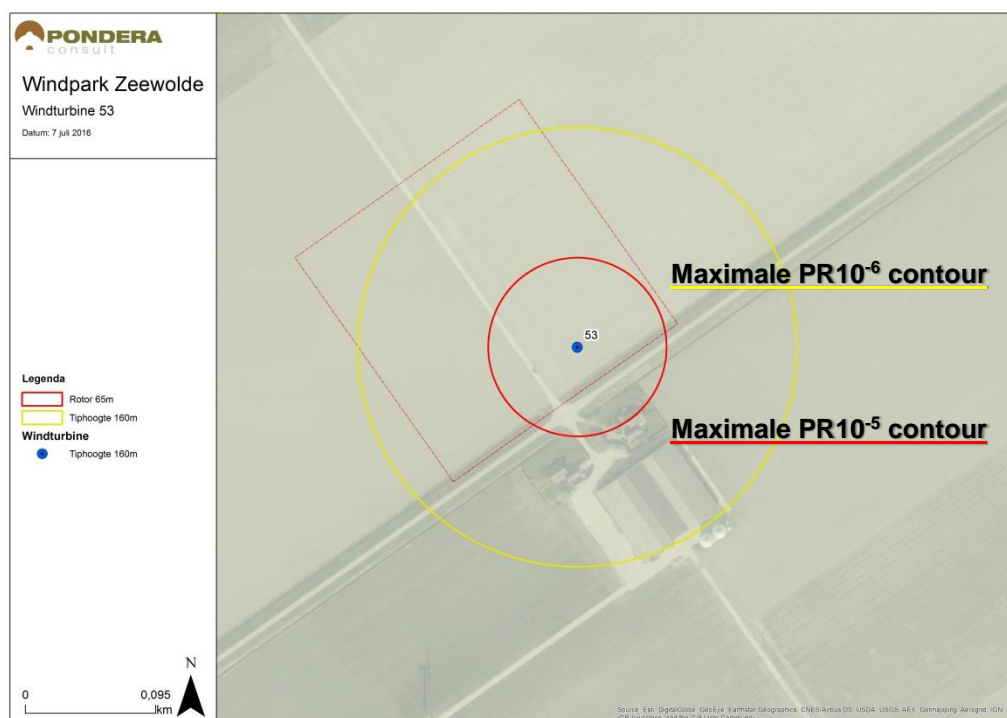 PONDERA
consult
Windpark Zeewolde
Windturbine 53
Datum: 7 juli 2016
Maximale PR10⁻⁶ contour
53
Legenda
Rotor 65m
Tiphoogte 160m
Windturbine
Tiphoogte 160m
Maximale PR10⁻⁵ contour
N
0 0,095
km
Source: Esri, DigitalGlobe, GeoEye, Earthstar Geographics, CNES/Airbus DS, USDA, USGS, AEX, Getmapping, Aerogrid, IGN,